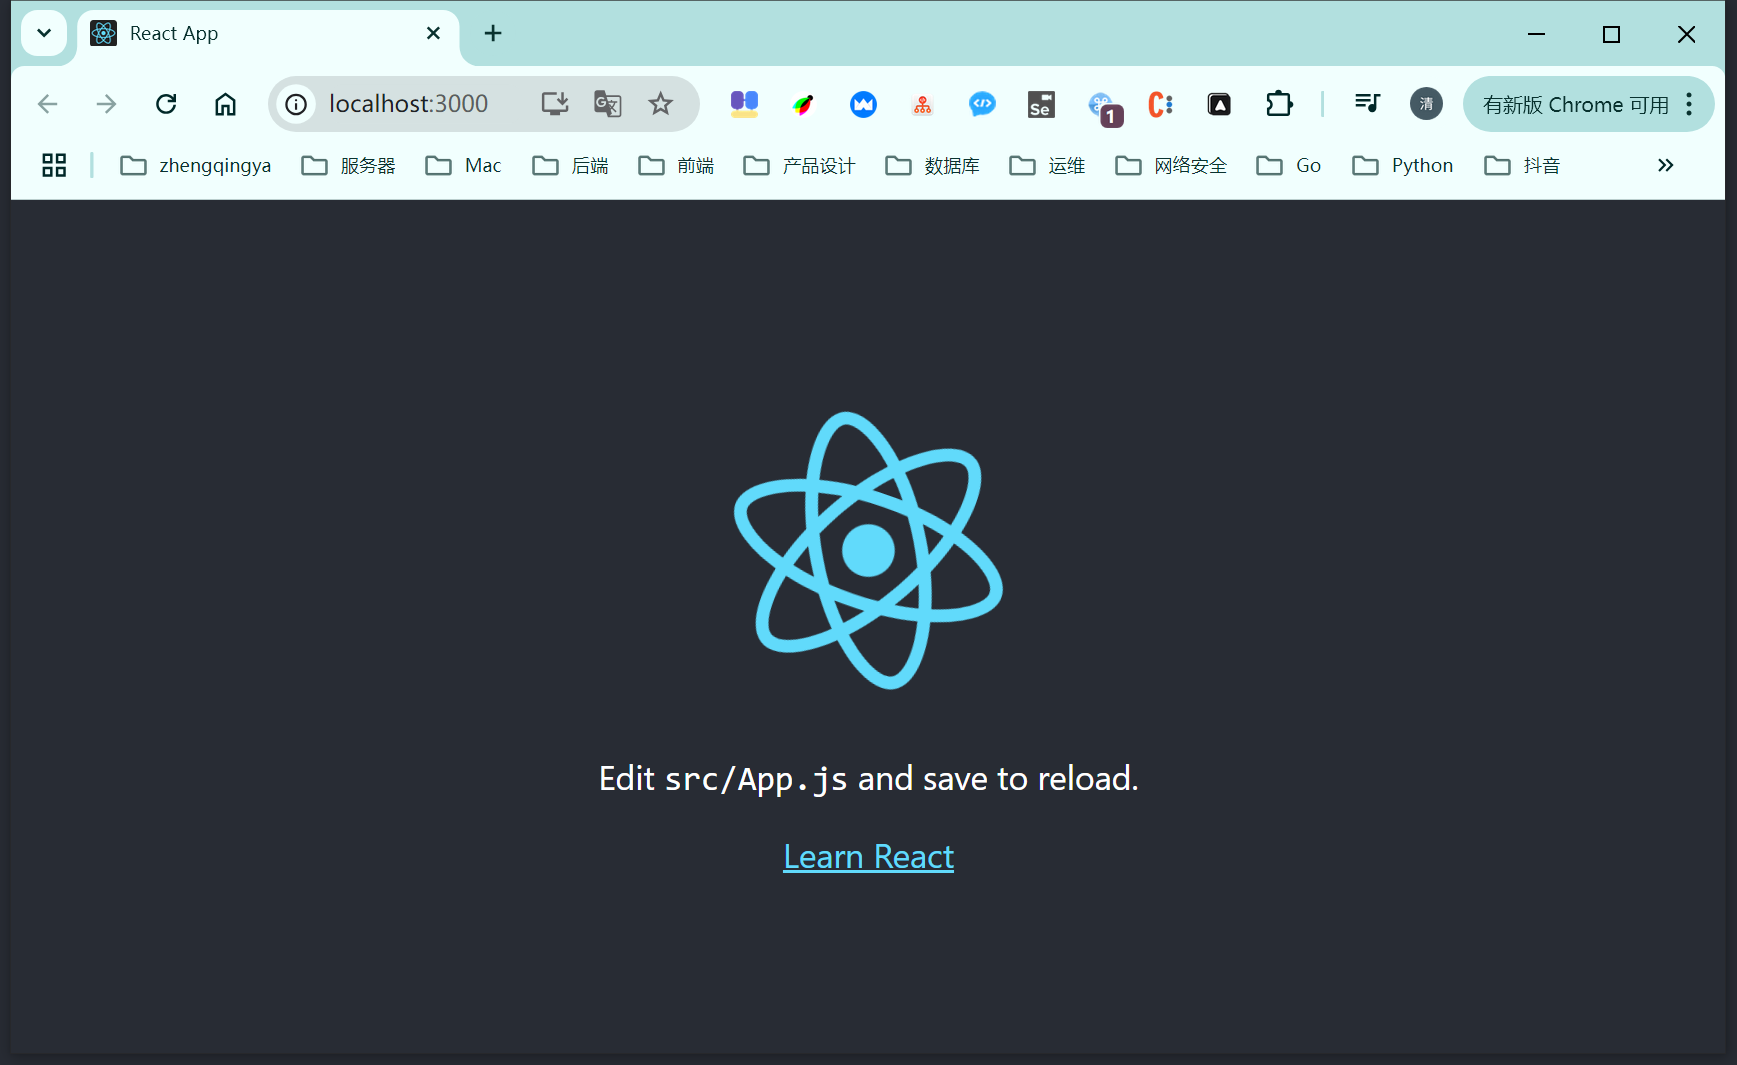 React App
localhost:3000
Se
1
清
有新版 Chrome 可用
zhengqingya
服务器
Mac
后端
前端
产品设计
数据库
运维
网络安全
Go
Python
抖音
Edit src/App.js and save to reload.
Learn React